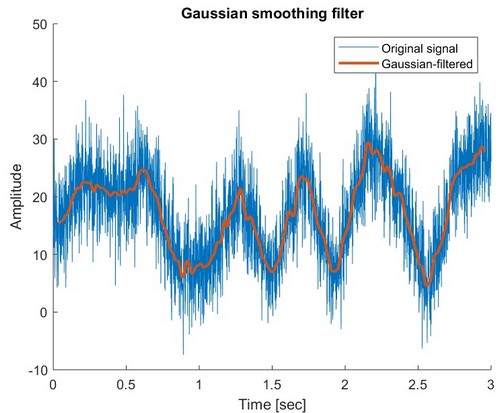 Gaussian smoothing filter
50
Original signal
Gaussian-filtered
40
30
20
10
0
-10
Amplitude
0 0.5 1 1.5 2 2.5 3
Time [sec]